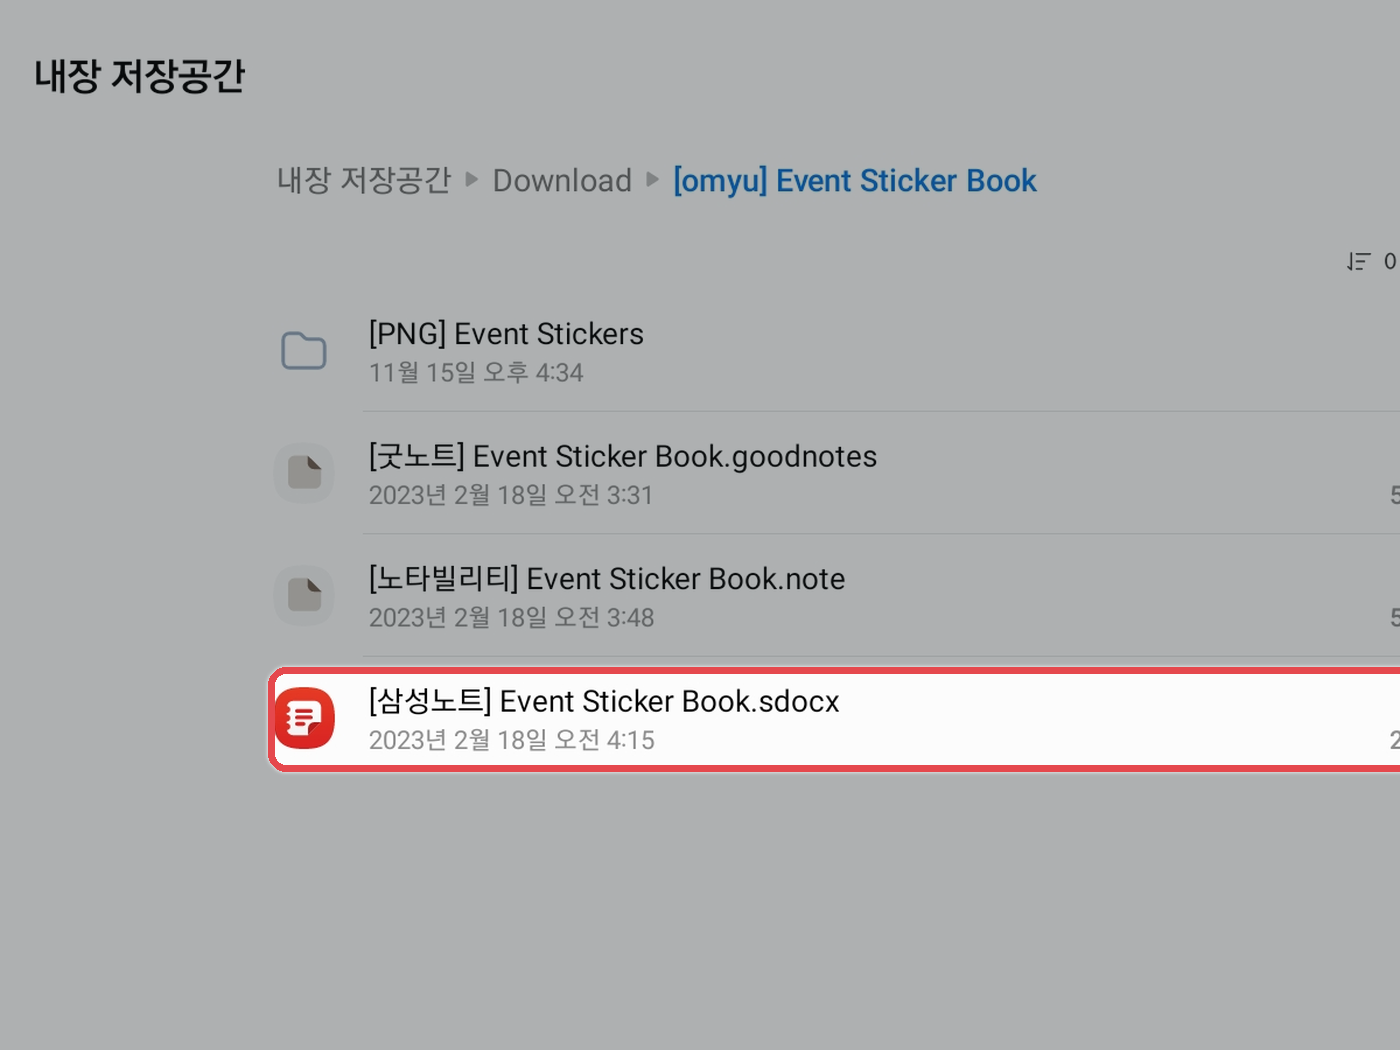 내장 저장공간
내장 저장공간 ▶ Download ▶ [omyu] Event Sticker Book
[PNG] Event Stickers
11월 15일 오후 4:34
[굿노트] Event Sticker Book.goodnotes
2023년 2월 18일 오전 3:31
[노타빌리티] Event Sticker Book.note
2023년 2월 18일 오전 3:48
[삼성노트] Event Sticker Book.sdocx
2023년 2월 18일 오전 4:15